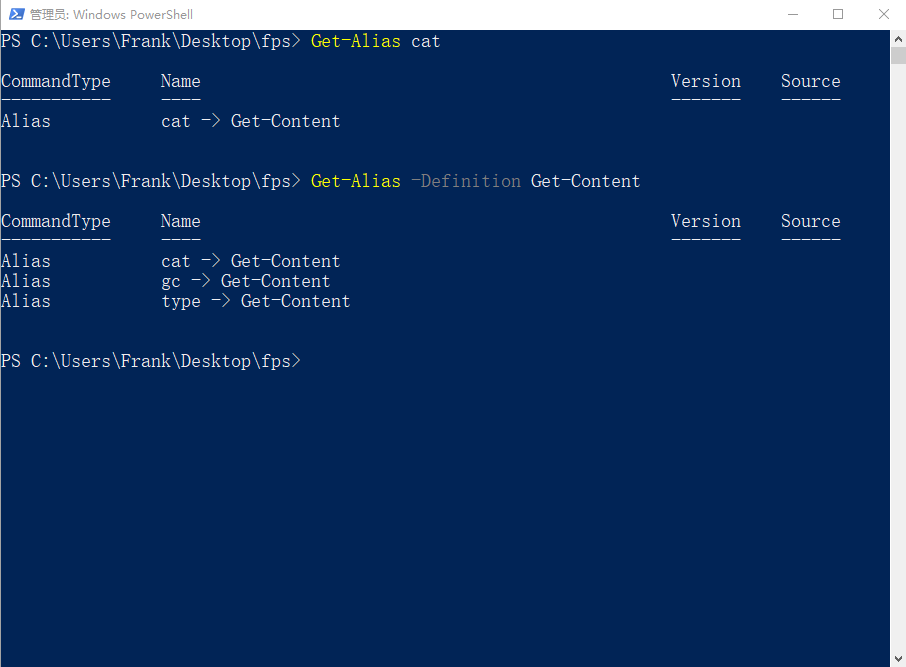 管理员: Windows PowerShell
PS C:\Users\Frank\Desktop\fps> Get-Alias cat
CommandType     Name                                               Version    Source
-----------     ----                                               -------    ------
Alias           cat -> Get-Content
PS C:\Users\Frank\Desktop\fps> Get-Alias -Definition Get-Content
CommandType     Name                                               Version    Source
-----------     ----                                               -------    ------
Alias           cat -> Get-Content
Alias           gc -> Get-Content
Alias           type -> Get-Content
PS C:\Users\Frank\Desktop\fps>